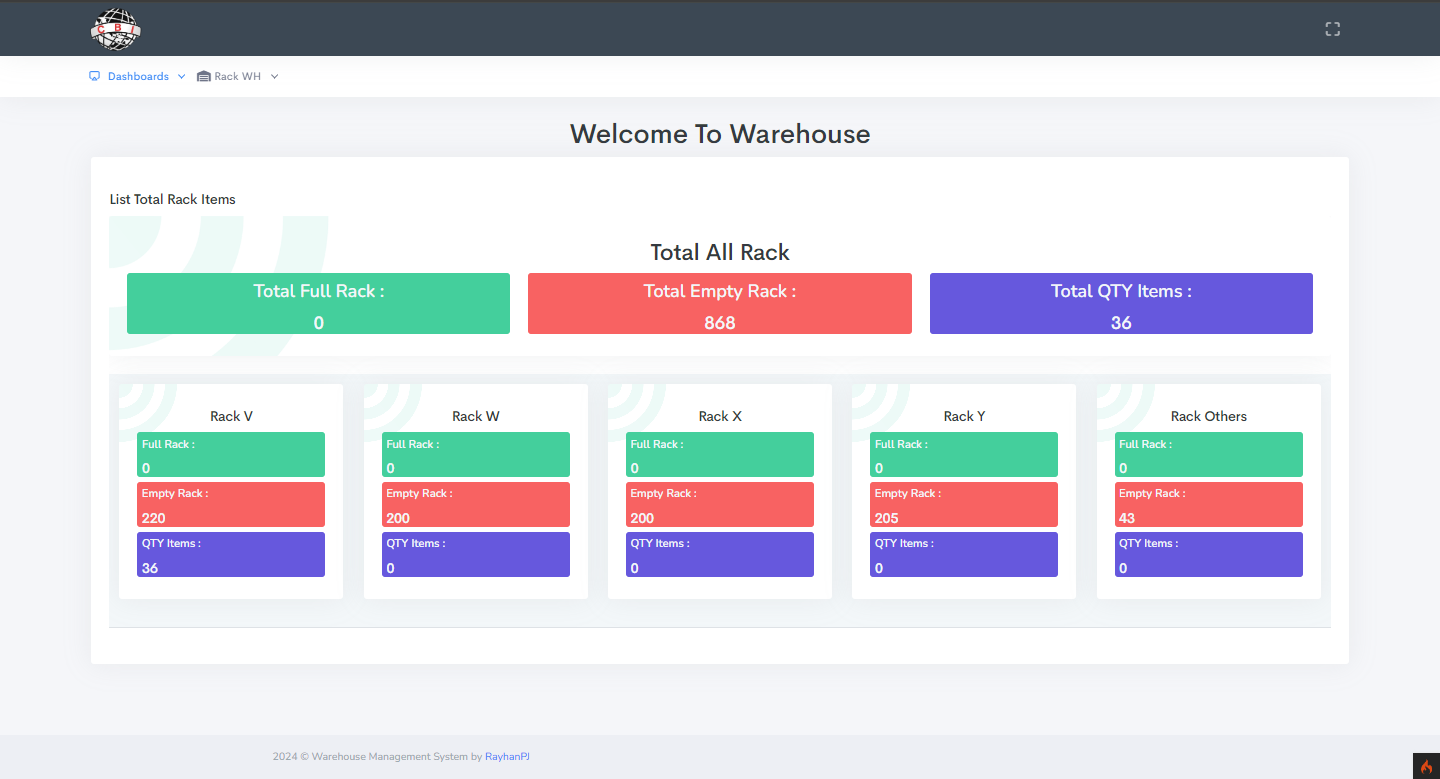 C B I
Dashboards Rack WH
Welcome To Warehouse
List Total Rack Items
Total All Rack
Total Full Rack : Total Empty Rack : Total QTY Items :
0 868 36
Rack V Rack W Rack X Rack Y Rack Others
Full Rack : Full Rack : Full Rack : Full Rack : Full Rack :
0 0 0 0 0
Empty Rack : Empty Rack : Empty Rack : Empty Rack : Empty Rack :
220 200 200 205 43
QTY Items : QTY Items : QTY Items : QTY Items : QTY Items :
36 0 0 0 0
2024 © Warehouse Management System by RayhanPJ